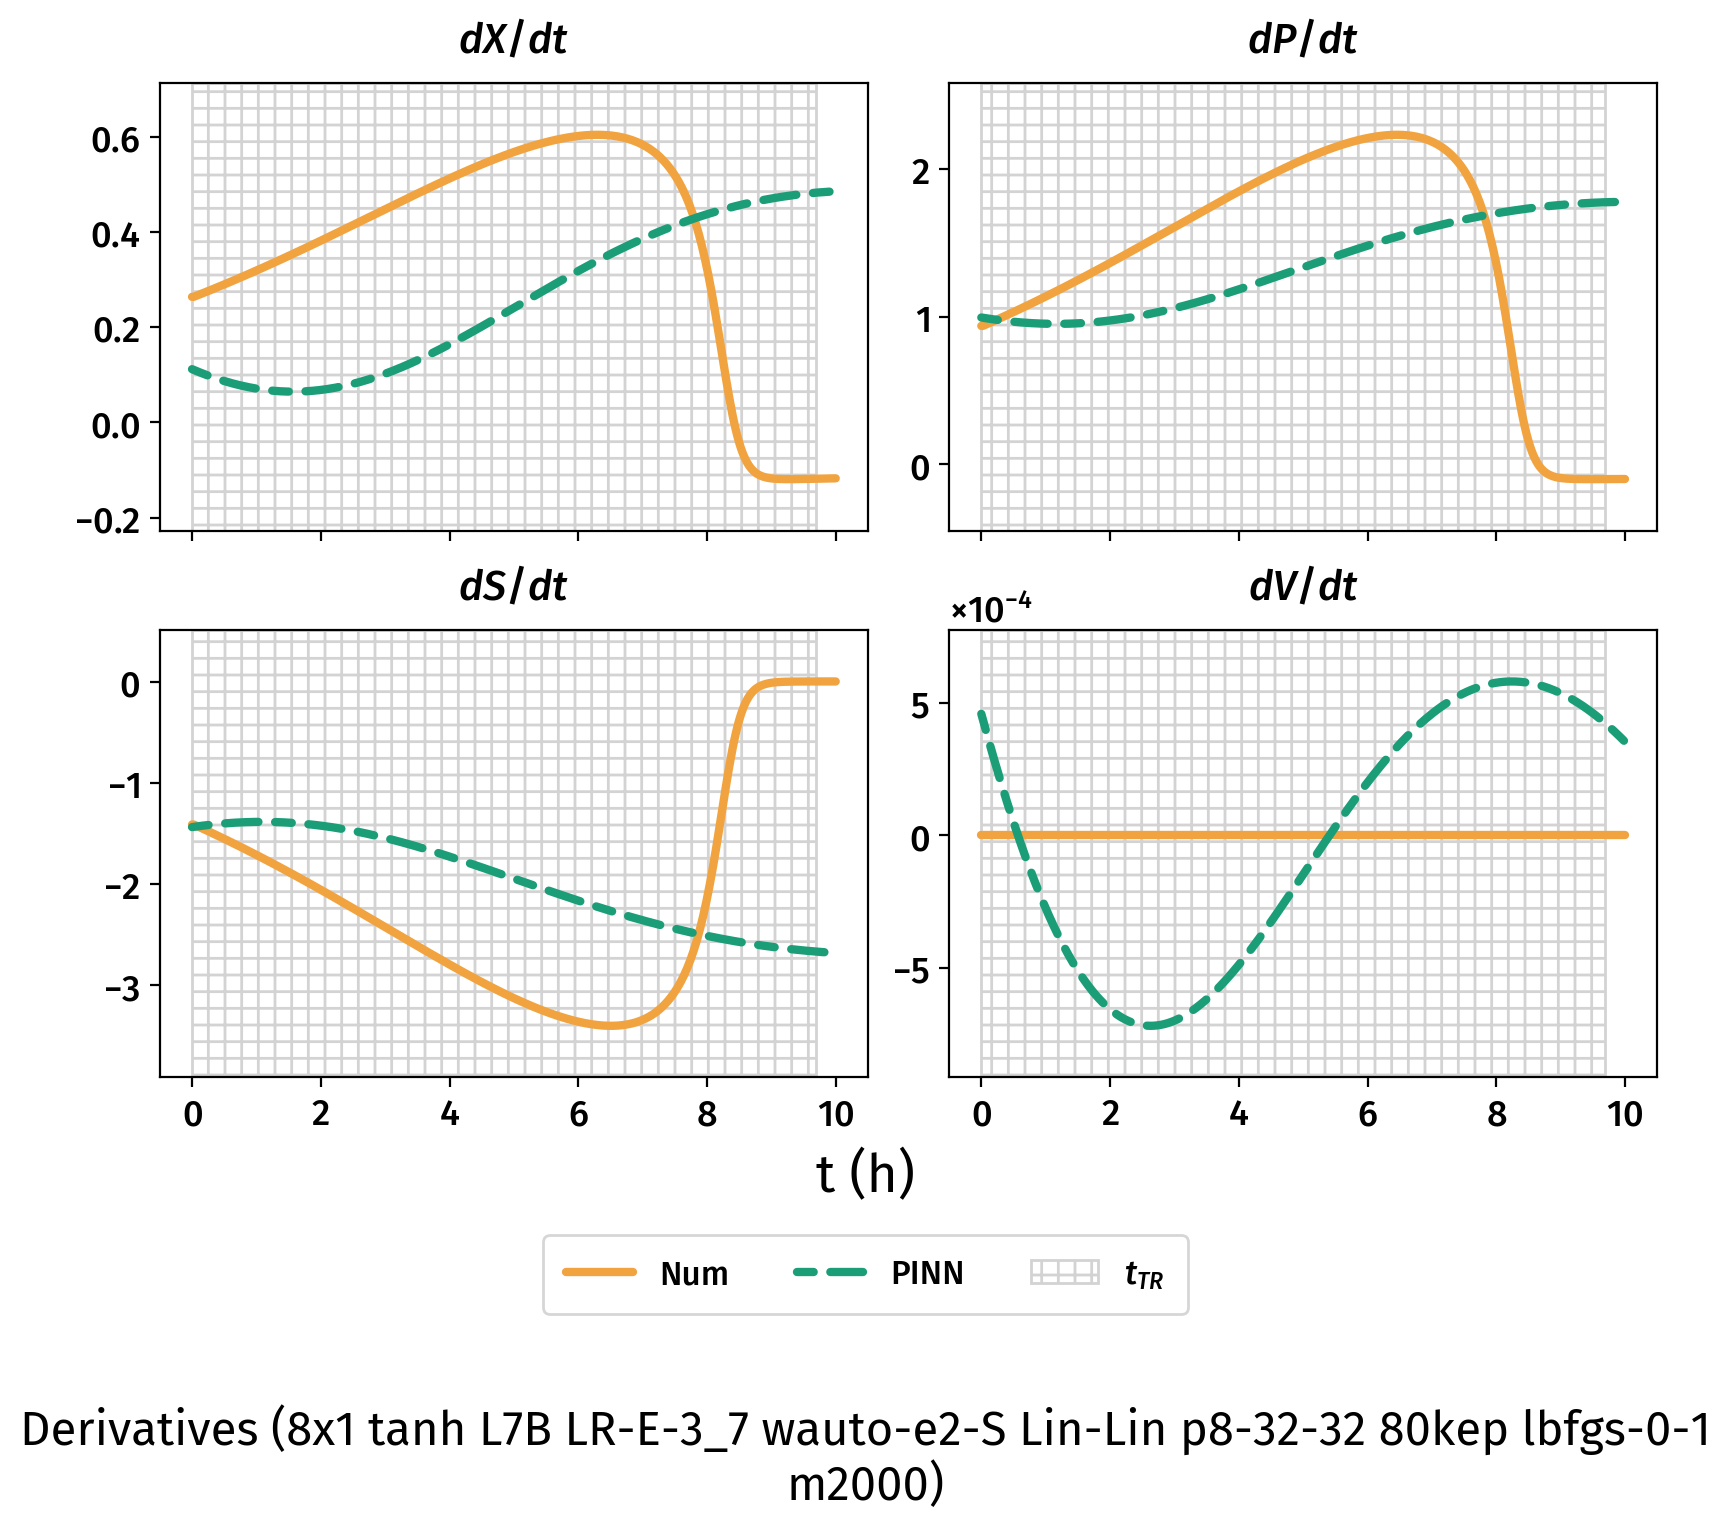 dX/dt
dP/dt
0.6
0.4
0.2
0.0
−0.2
2
1
0
dS/dt
dV/dt
×10⁻⁴
0
−1
−2
−3
5
0
−5
0 2 4 6 8 10
0 2 4 6 8 10
t (h)
Num PINN t_TR
Derivatives (8x1 tanh L7B LR-E-3_7 wauto-e2-S Lin-Lin p8-32-32 80kep lbfgs-0-1
m2000)